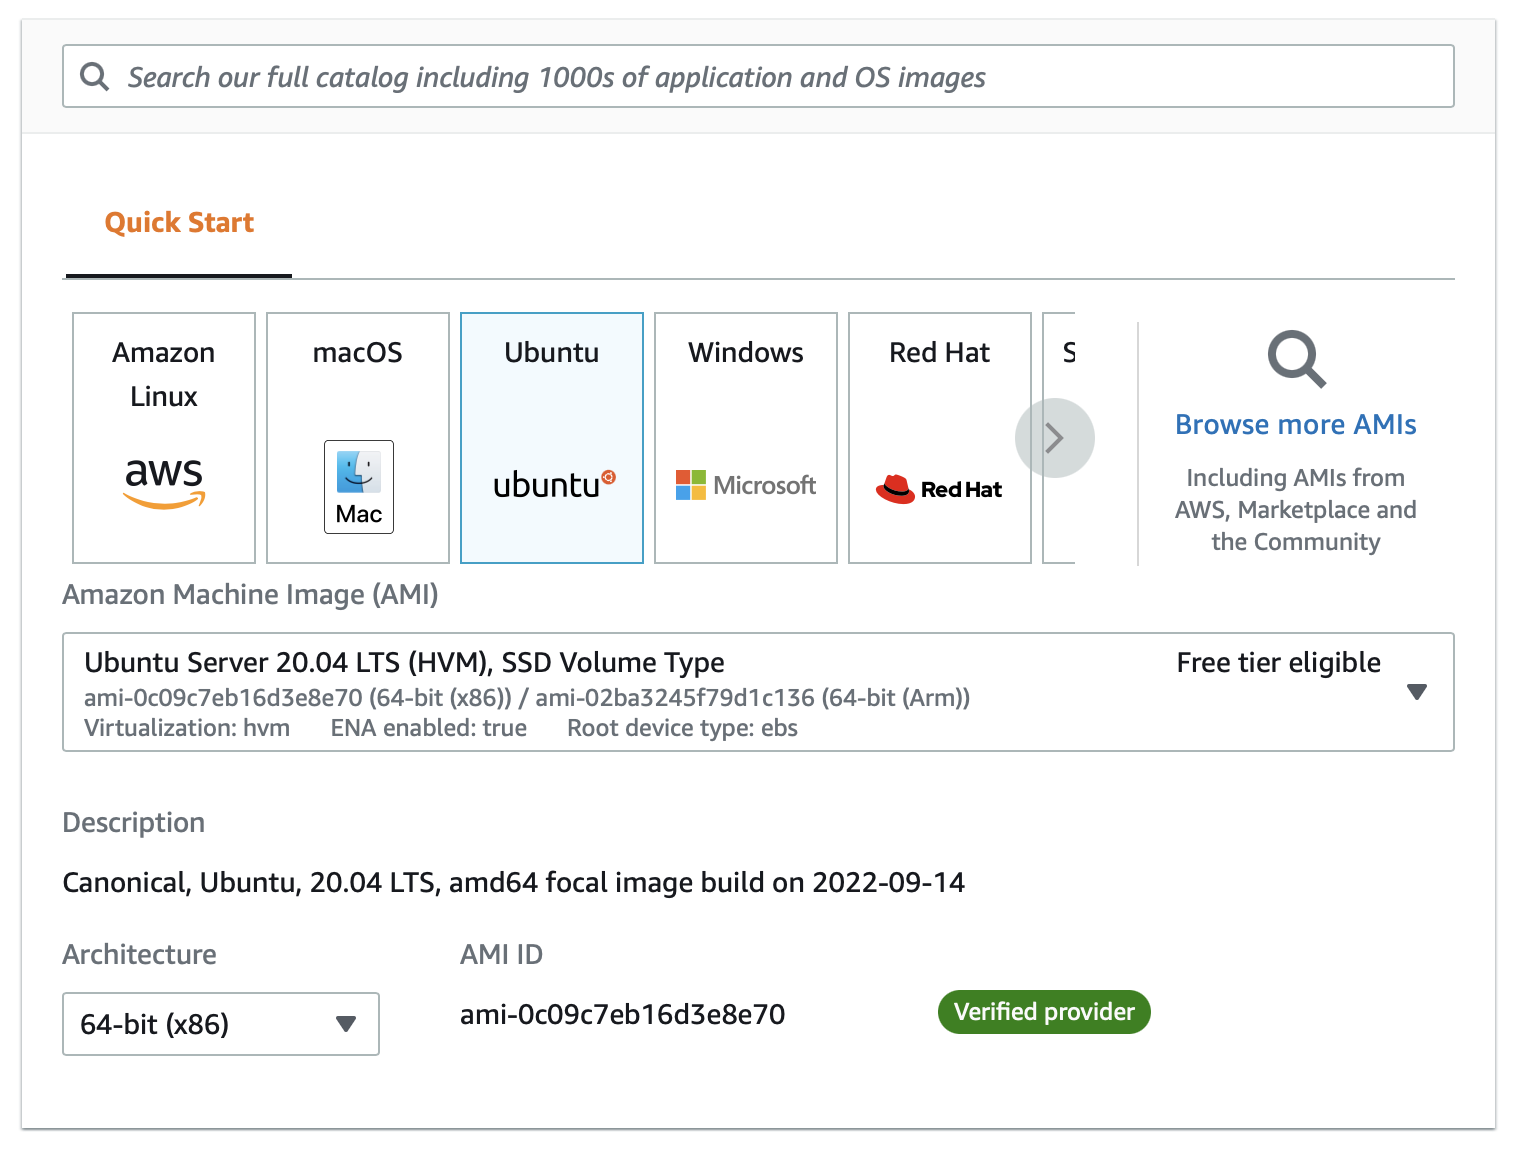 Search our full catalog including 1000s of application and OS images
Quick Start
Amazon
Linux
aws
macOS
Mac
Ubuntu
ubuntu
Windows
Microsoft
Red Hat
Red Hat
S
Browse more AMIs
Including AMIs from
AWS, Marketplace and
the Community
Amazon Machine Image (AMI)
Ubuntu Server 20.04 LTS (HVM), SSD Volume Type
Free tier eligible
ami-0c09c7eb16d3e8e70 (64-bit (x86)) / ami-02ba3245f79d1c136 (64-bit (Arm))
Virtualization: hvm ENA enabled: true Root device type: ebs
Description
Canonical, Ubuntu, 20.04 LTS, amd64 focal image build on 2022-09-14
Architecture
64-bit (x86)
AMI ID
ami-0c09c7eb16d3e8e70
Verified provider